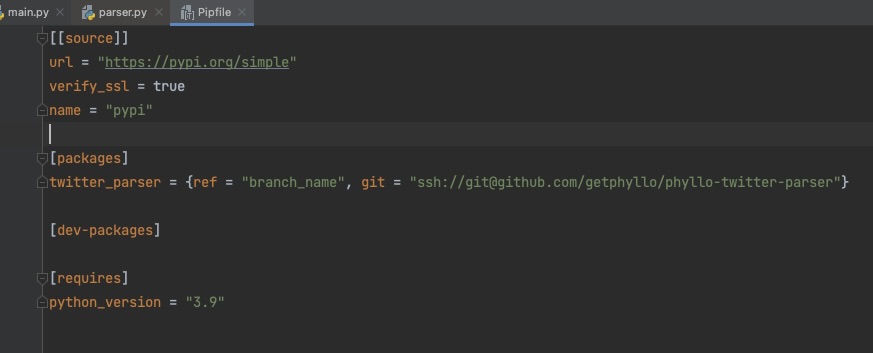 main.py parser.py Pipfile
[[source]]
url = "https://pypi.org/simple"
verify_ssl = true
name = "pypi"
[packages]
twitter_parser = {ref = "branch_name", git = "ssh://git@github.com/getphyllo/phyllo-twitter-parser"}
[dev-packages]
[requires]
python_version = "3.9"